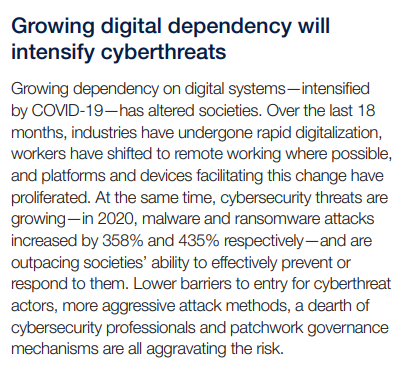 Growing digital dependency will
intensify cyberthreats
Growing dependency on digital systems—intensified
by COVID-19—has altered societies. Over the last 18
months, industries have undergone rapid digitalization,
workers have shifted to remote working where possible,
and platforms and devices facilitating this change have
proliferated. At the same time, cybersecurity threats are
growing—in 2020, malware and ransomware attacks
increased by 358% and 435% respectively—and are
outpacing societies’ ability to effectively prevent or
respond to them. Lower barriers to entry for cyberthreat
actors, more aggressive attack methods, a dearth of
cybersecurity professionals and patchwork governance
mechanisms are all aggravating the risk.